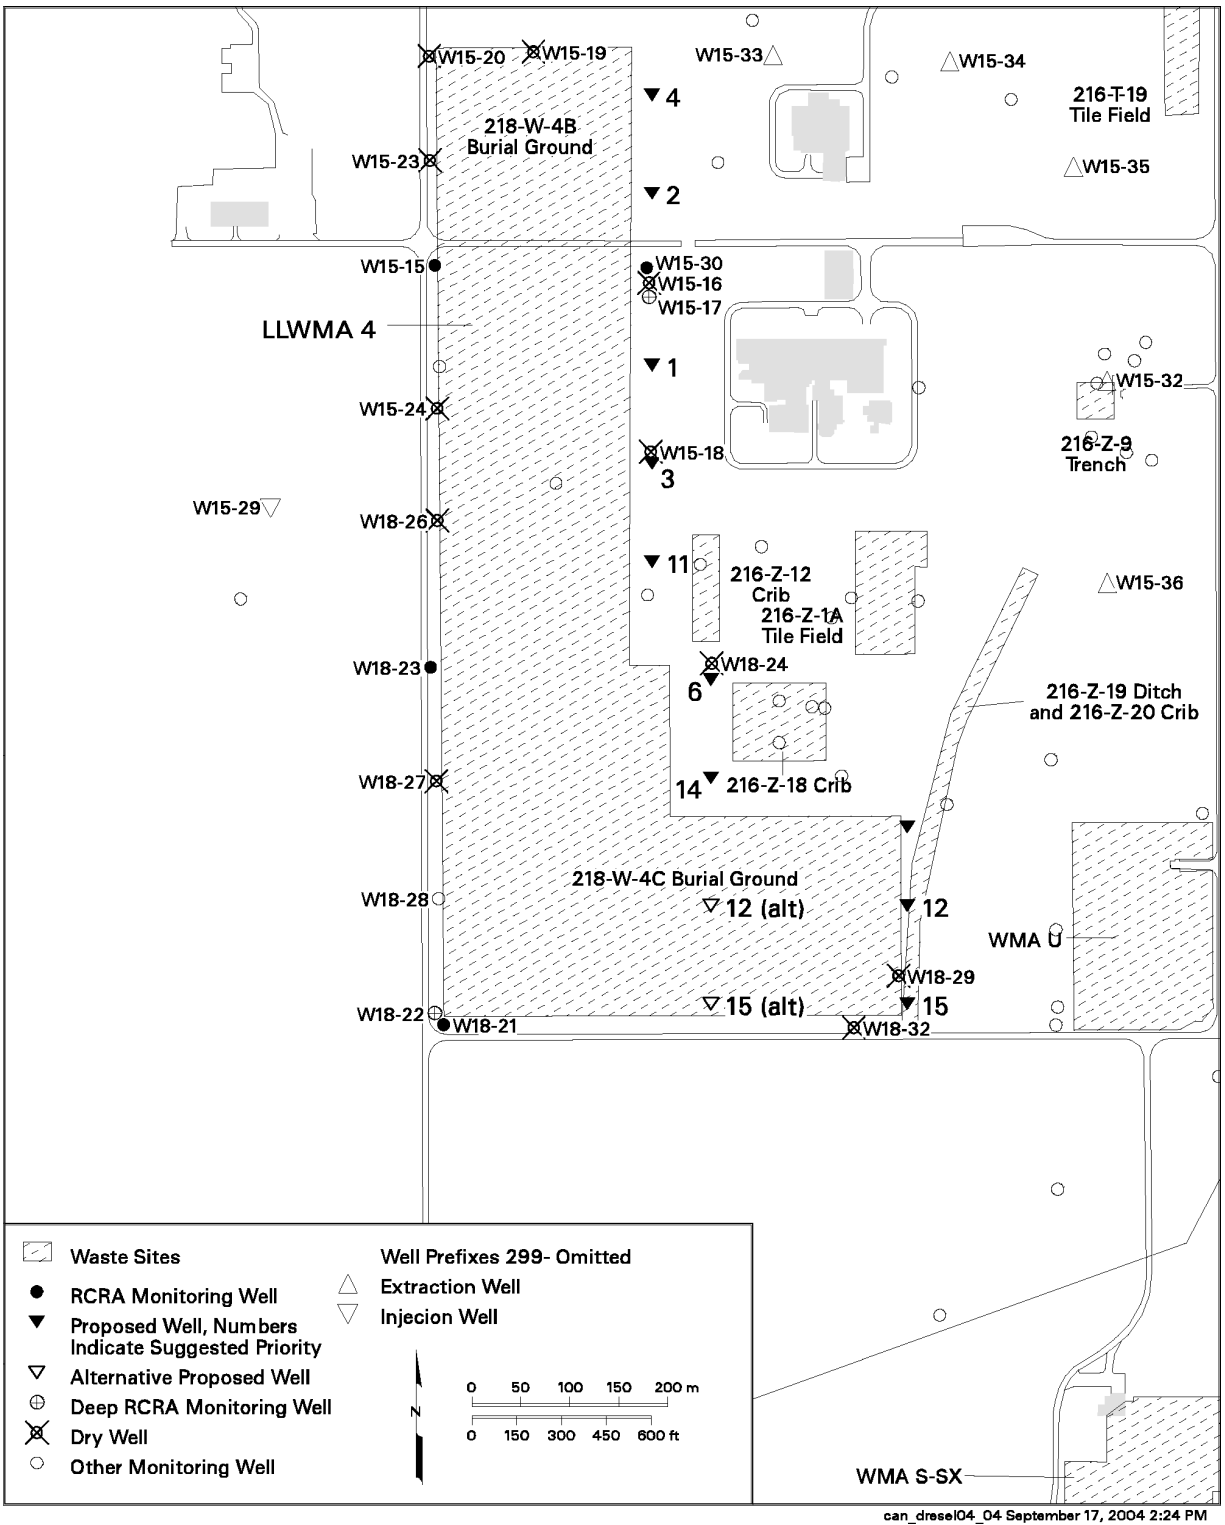 W15-20
W15-19
W15-33
W15-34
4
216-T-19
Tile Field
218-W-4B
Burial Ground
W15-23
W15-35
2
W15-15
W15-30
W15-16
W15-17
LLWMA 4
1
W15-32
W15-24
216-Z-9
Trench
W15-18
3
W15-29
W18-26
11
216-Z-12
Crib
W15-36
216-Z-1A
Tile Field
W18-23
W18-24
6
216-Z-19 Ditch
and 216-Z-20 Crib
W18-27
14
216-Z-18 Crib
218-W-4C Burial Ground
W18-28
12 (alt)
12
WMA U
W18-29
15 (alt)
15
W18-22
W18-21
W18-32
Waste Sites
RCRA Monitoring Well
Proposed Well, Numbers
Indicate Suggested Priority
Alternative Proposed Well
Deep RCRA Monitoring Well
Dry Well
Other Monitoring Well
Well Prefixes 299- Omitted
Extraction Well
Injecion Well
N
0 50 100 150 200 m
0 150 300 450 600 ft
WMA S-SX
can_dresel04_04 September 17, 2004 2:24 PM